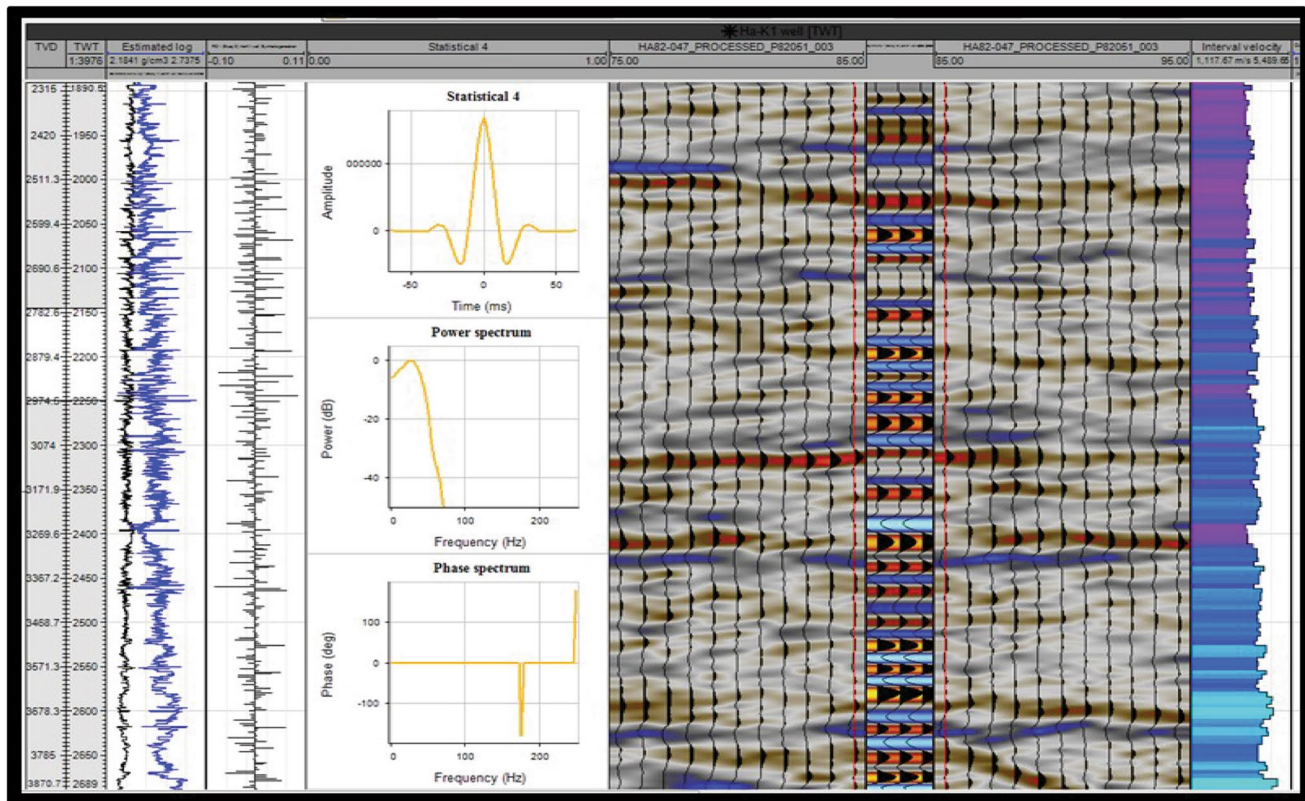 Ha-K1 well [TWT]
TVD TWT Estimated log Statistical 4 HA82-047_PROCESSED_P82051_003 HA82-047_PROCESSED_P82051_003 Interval velocity
1:3976 2.1841 g/cm3 2.7375 -0.10 0.11 0.00 1.00 75.00 85.00 85.00 95.00 1,117.67 m/s 5,489.65
2315 1890.5
2420 1950
2511.3 2000
2599.4 2050
2690.6 2100
2782.6 2150
2879.4 2200
2974.5 2250
3074 2300
3171.9 2350
3269.6 2400
3367.2 2450
3468.7 2500
3571.3 2550
3678.3 2600
3785 2650
3870.7 2689
Statistical 4
Amplitude
000000
0
-50 0 50
Time (ms)
Power spectrum
Power (dB)
0
-20
-40
0 100 200
Frequency (Hz)
Phase spectrum
Phase (deg)
100
0
-100
0 200
Frequency (Hz)